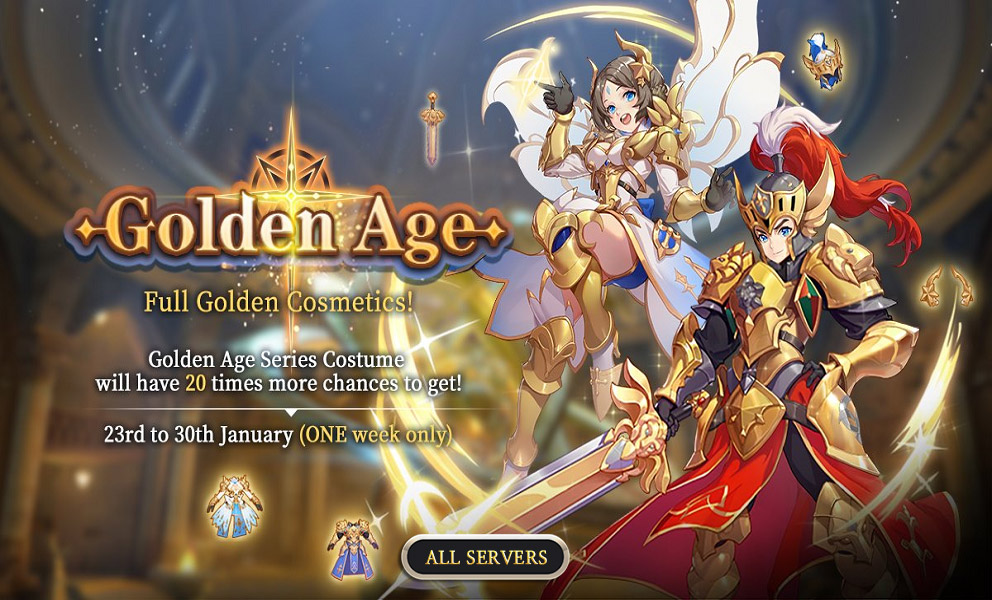 Golden Age
Full Golden Cosmetics!
Golden Age Series Costume
will have 20 times more chances to get!
23rd to 30th January (ONE week only)
ALL SERVERS